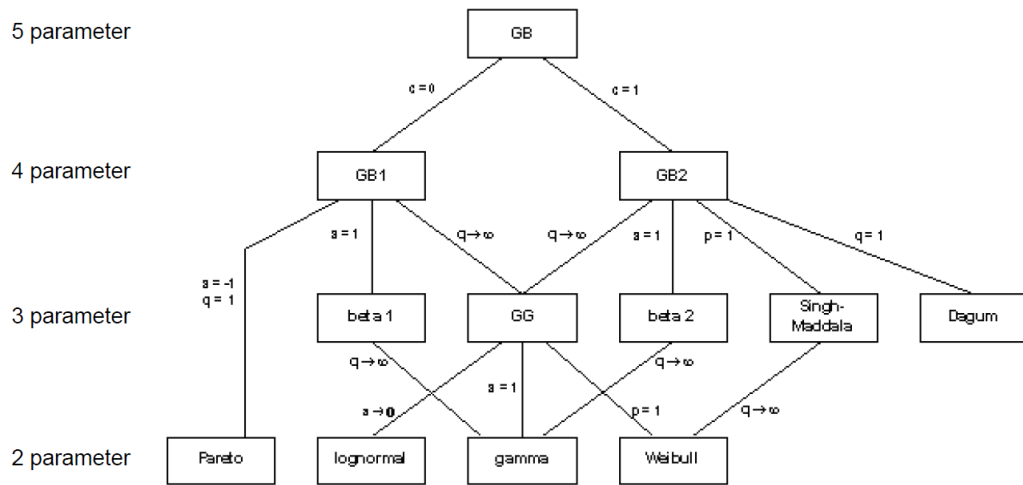 5 parameter
GB
c = 0
c = 1
4 parameter
GB1
GB2
a = 1
q → ∞
q → ∞
a = 1
p = 1
q = 1
a = -1
q = 1
3 parameter
beta 1
GG
beta 2
Singh-
Maddala
Dagum
q → ∞
q → ∞
a → 0
a = 1
p = 1
q → ∞
2 parameter
Pareto
lognormal
gamma
Weibull